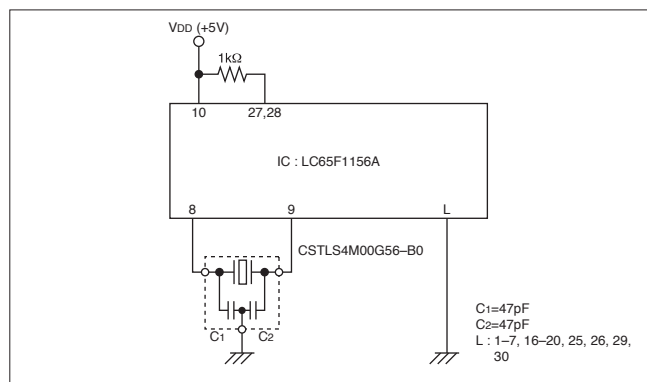 VDD (+5V)
1kΩ
10
27,28
IC : LC65F1156A
8
9
L
CSTLS4M00G56–B0
C1
C2
C1=47pF
C2=47pF
L : 1–7, 16–20, 25, 26, 29,
30